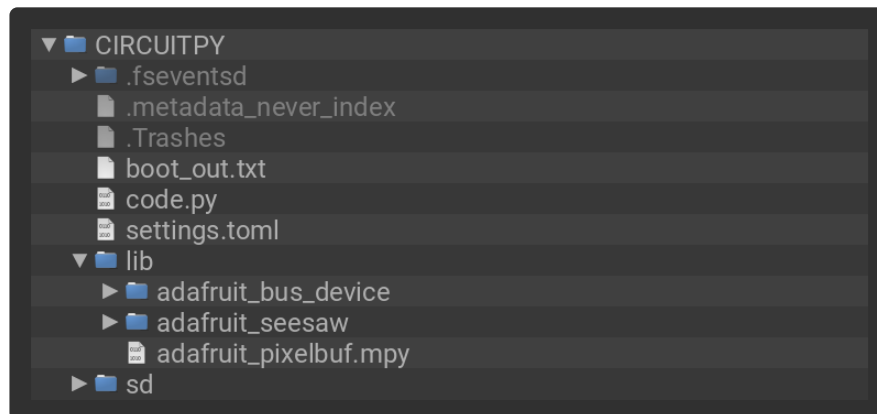 CIRCUITPY
.fseventsd
.metadata_never_index
.Trashes
boot_out.txt
code.py
settings.toml
lib
adafruit_bus_device
adafruit_seesaw
adafruit_pixelbuf.mpy
sd